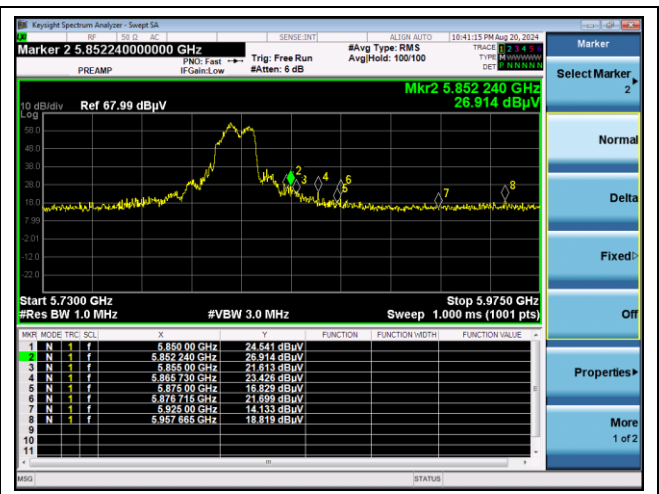 Keysight Spectrum Analyzer - Swept SA
RF 50 Ω AC SENSE:INT ALIGN AUTO 10:41:15 PM Aug 20, 2024
Marker 2 5.852240000000 GHz #Avg Type: RMS TRACE 1 2 3 4 5 6 Marker
PNO: Fast Trig: Free Run Avg|Hold: 100/100 TYPE M WWWWW
PREAMP IFGain:Low #Atten: 6 dB DET P NNNNN
Select Marker
2
Mkr2 5.852 240 GHz
10 dB/div Ref 67.99 dBµV 26.914 dBµV
Log
58.0
48.0
38.0
28.0
18.0
7.99
-2.01
-12.0
-22.0
2
3
4
5
6
7
8
Normal
Delta
Fixed
Off
Start 5.7300 GHz Stop 5.9750 GHz
#Res BW 1.0 MHz #VBW 3.0 MHz Sweep 1.000 ms (1001 pts)
MKR MODE TRC SCL X Y FUNCTION FUNCTION WIDTH FUNCTION VALUE
1 N 1 f 5.850 00 GHz 24.541 dBµV
2 N 1 f 5.852 240 GHz 26.914 dBµV
3 N 1 f 5.855 00 GHz 21.613 dBµV
4 N 1 f 5.865 730 GHz 23.426 dBµV
5 N 1 f 5.875 00 GHz 16.829 dBµV
6 N 1 f 5.876 715 GHz 21.699 dBµV
7 N 1 f 5.925 00 GHz 14.133 dBµV
8 N 1 f 5.957 665 GHz 18.819 dBµV
9
10
11
Properties
More
1 of 2
MSG STATUS